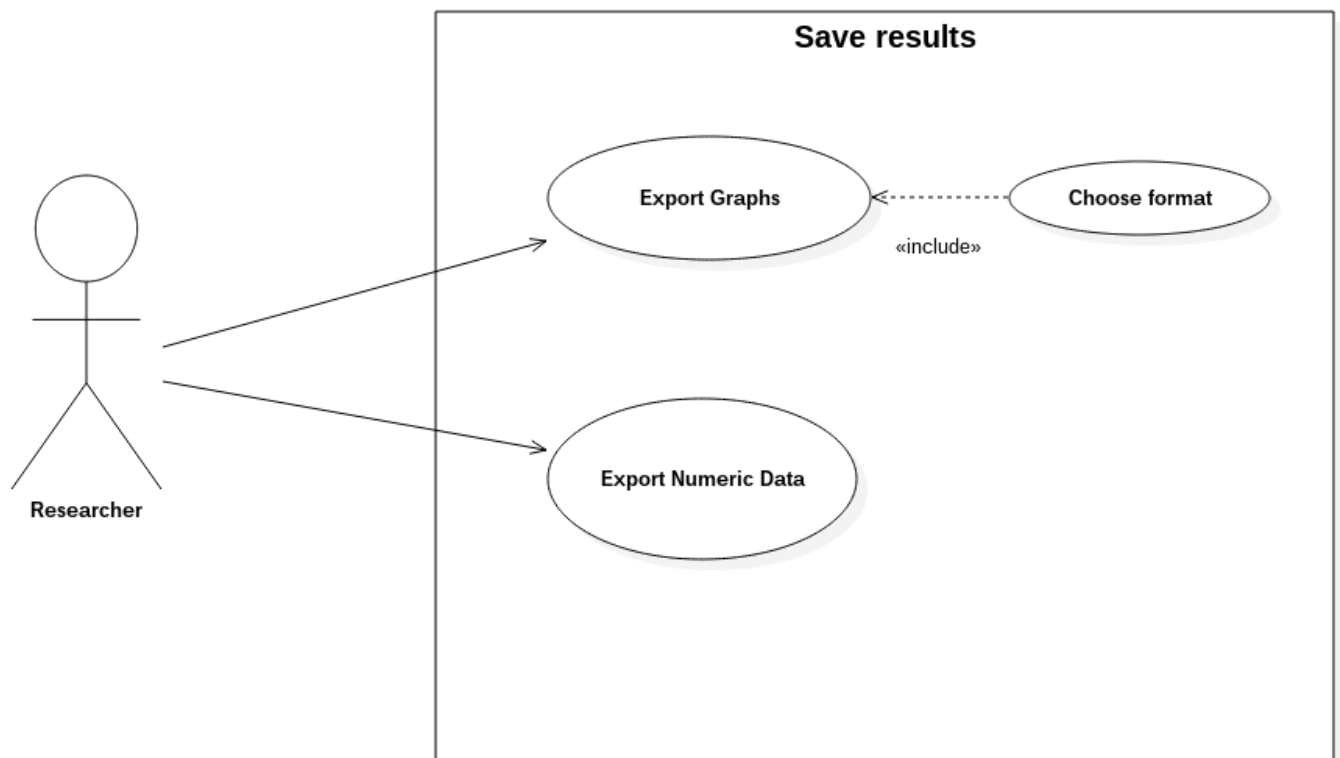 Save results
Export Graphs
Choose format
«include»
Export Numeric Data
Researcher